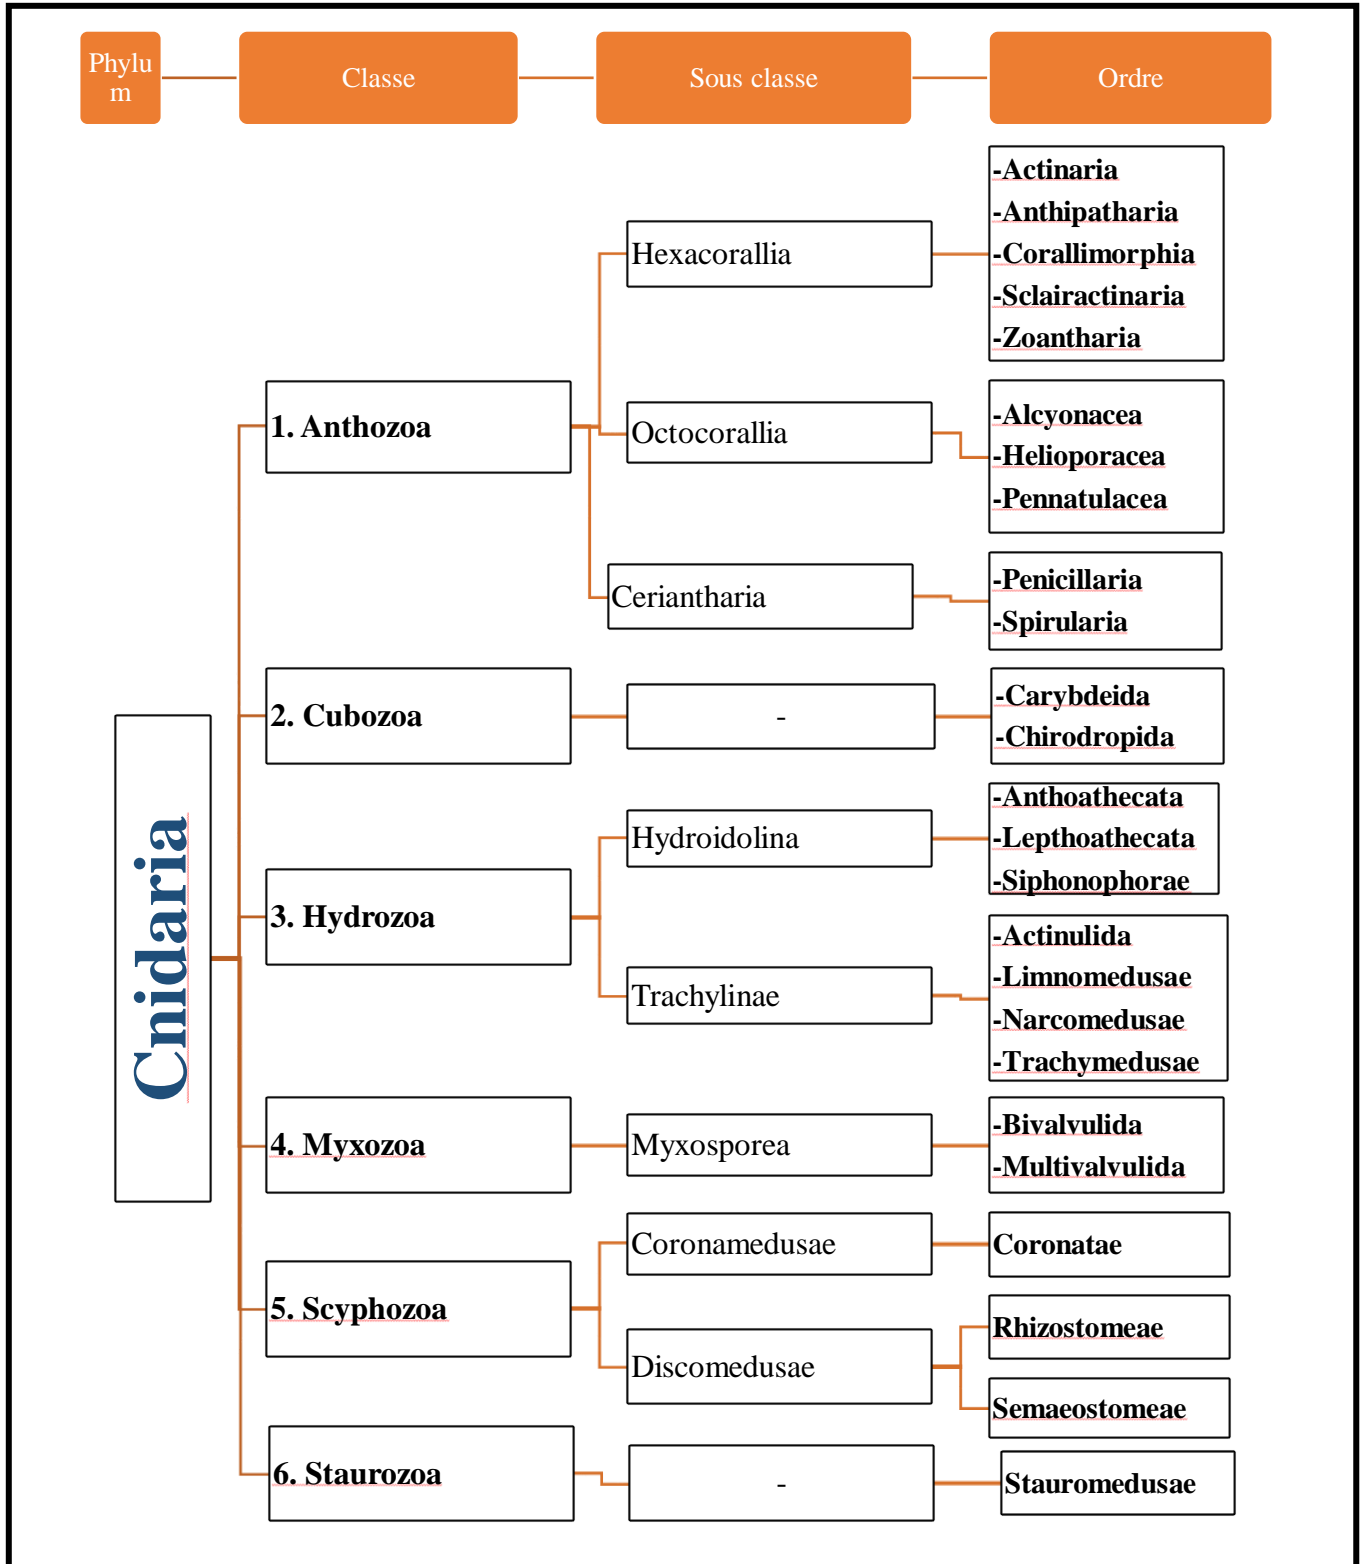 Phylu
m
Classe
Sous classe
Ordre
Cnidaria
1. Anthozoa
Hexacorallia
-Actinaria
-Anthipatharia
-Corallimorphia
-Sclairactinaria
-Zoantharia
Octocorallia
-Alcyonacea
-Helioporacea
-Pennatulacea
Ceriantharia
-Penicillaria
-Spirularia
2. Cubozoa
-
-Carybdeida
-Chirodropida
3. Hydrozoa
Hydroidolina
-Anthoathecata
-Lepthoathecata
-Siphonophorae
Trachylinae
-Actinulida
-Limnomedusae
-Narcomedusae
-Trachymedusae
4. Myxozoa
Myxosporea
-Bivalvulida
-Multivalvulida
5. Scyphozoa
Coronamedusae
Coronatae
Discomedusae
Rhizostomeae
Semaeostomeae
6. Staurozoa
-
Stauromedusae